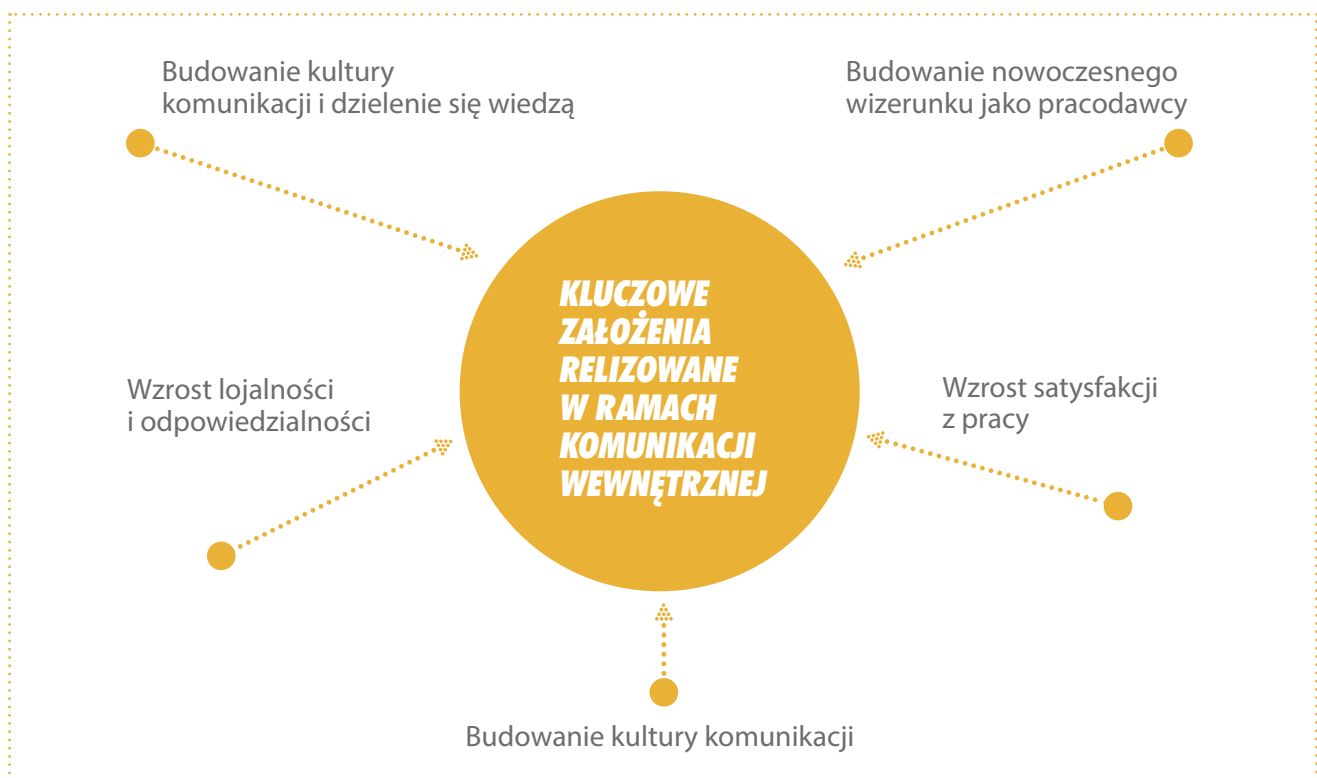 Budowanie kultury
komunikacji i dzielenie się wiedzą
Budowanie nowoczesnego
wizerunku jako pracodawcy
KLUCZOWE
ZAŁOŻENIA
RELIZOWANE
W RAMACH
KOMUNIKACJI
WEWNĘTRZNEJ
Wzrost lojalności
i odpowiedzialności
Wzrost satysfakcji
z pracy
Budowanie kultury komunikacji